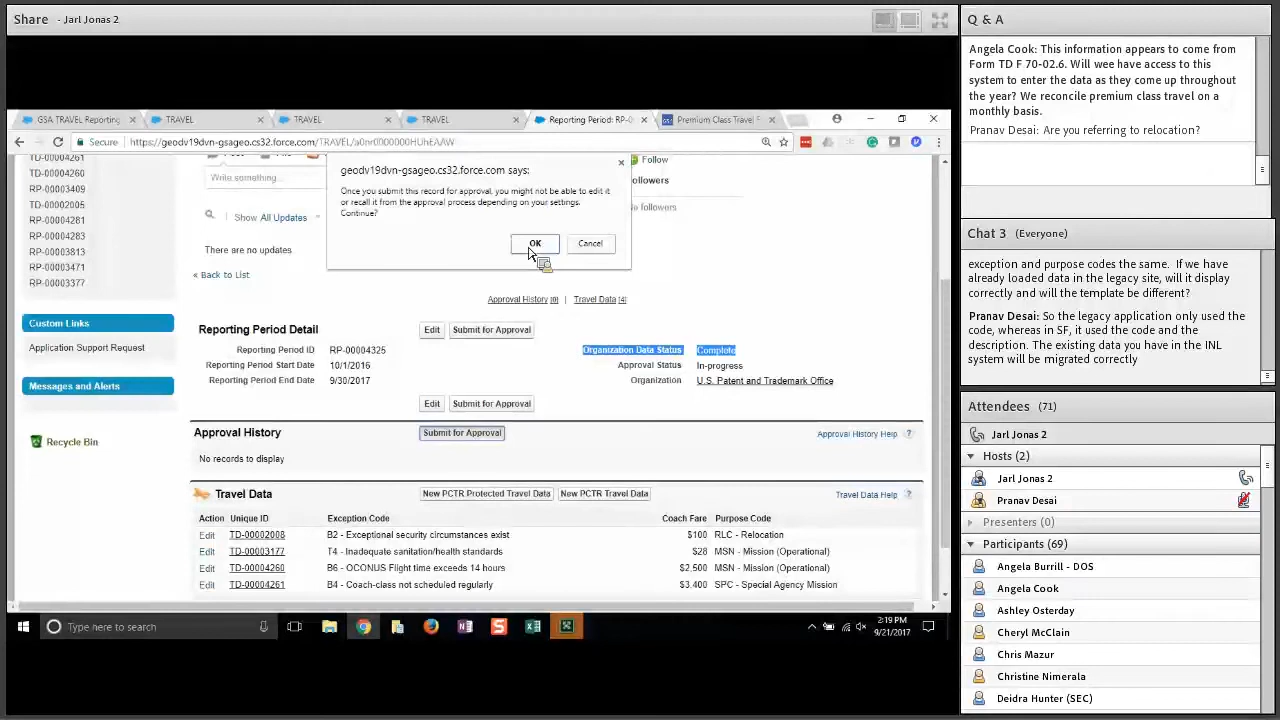 Share - Jarl Jonas 2
GSA TRAVEL Reporting
TRAVEL
TRAVEL
TRAVEL
Reporting Period: RP-0
Premium Class Travel
Secure
https://geodv19dvn-gsageo.cs32.force.com/TRAVEL/a0nr0000000HUhEAAW
TD-00004261
TD-00004260
RP-00003409
TD-00002005
RP-00004281
RP-00004283
RP-00003813
RP-00003471
RP-00003377
Custom Links
Application Support Request
Messages and Alerts
Recycle Bin
Write something...
Show All Updates
There are no updates
« Back to List
Follow
ollowers
No followers
geodv19dvn-gsageo.cs32.force.com says:
Once you submit this record for approval, you might not be able to edit it
or recall it from the approval process depending on your settings.
Continue?
OK
Cancel
Approval History [0] | Travel Data [4]
Reporting Period Detail
Edit
Submit for Approval
Reporting Period ID RP-00004325
Organization Data Status Complete
Reporting Period Start Date 10/1/2016
Approval Status In-progress
Reporting Period End Date 9/30/2017
Organization U.S. Patent and Trademark Office
Edit
Submit for Approval
Approval History
Submit for Approval
Approval History Help ?
No records to display
Travel Data
New PCTR Protected Travel Data
New PCTR Travel Data
Travel Data Help ?
Action Unique ID Exception Code Coach Fare Purpose Code
Edit TD-00002008 B2 - Exceptional security circumstances exist $100 RLC - Relocation
Edit TD-00003177 T4 - Inadequate sanitation/health standards $28 MSN - Mission (Operational)
Edit TD-00004260 B6 - OCONUS Flight time exceeds 14 hours $2,500 MSN - Mission (Operational)
Edit TD-00004261 B4 - Coach-class not scheduled regularly $3,400 SPC - Special Agency Mission
Type here to search
2:19 PM
9/21/2017
Q & A
Angela Cook: This information appears to come from
Form TD F 70-02.6. Will wee have access to this
system to enter the data as they come up throughout
the year? We reconcile premium class travel on a
monthly basis.
Pranav Desai: Are you referring to relocation?
Chat 3 (Everyone)
exception and purpose codes the same. If we have
already loaded data in the legacy site, will it display
correctly and will the template be different?
Pranav Desai: So the legacy application only used the
code, whereas in SF, it used the code and the
description. The existing data you have in the INL
system will be migrated correctly
Attendees (71)
Jarl Jonas 2
Hosts (2)
Jarl Jonas 2
Pranav Desai
Presenters (0)
Participants (69)
Angela Burrill - DOS
Angela Cook
Ashley Osterday
Cheryl McClain
Chris Mazur
Christine Nimerala
Deidra Hunter (SEC)